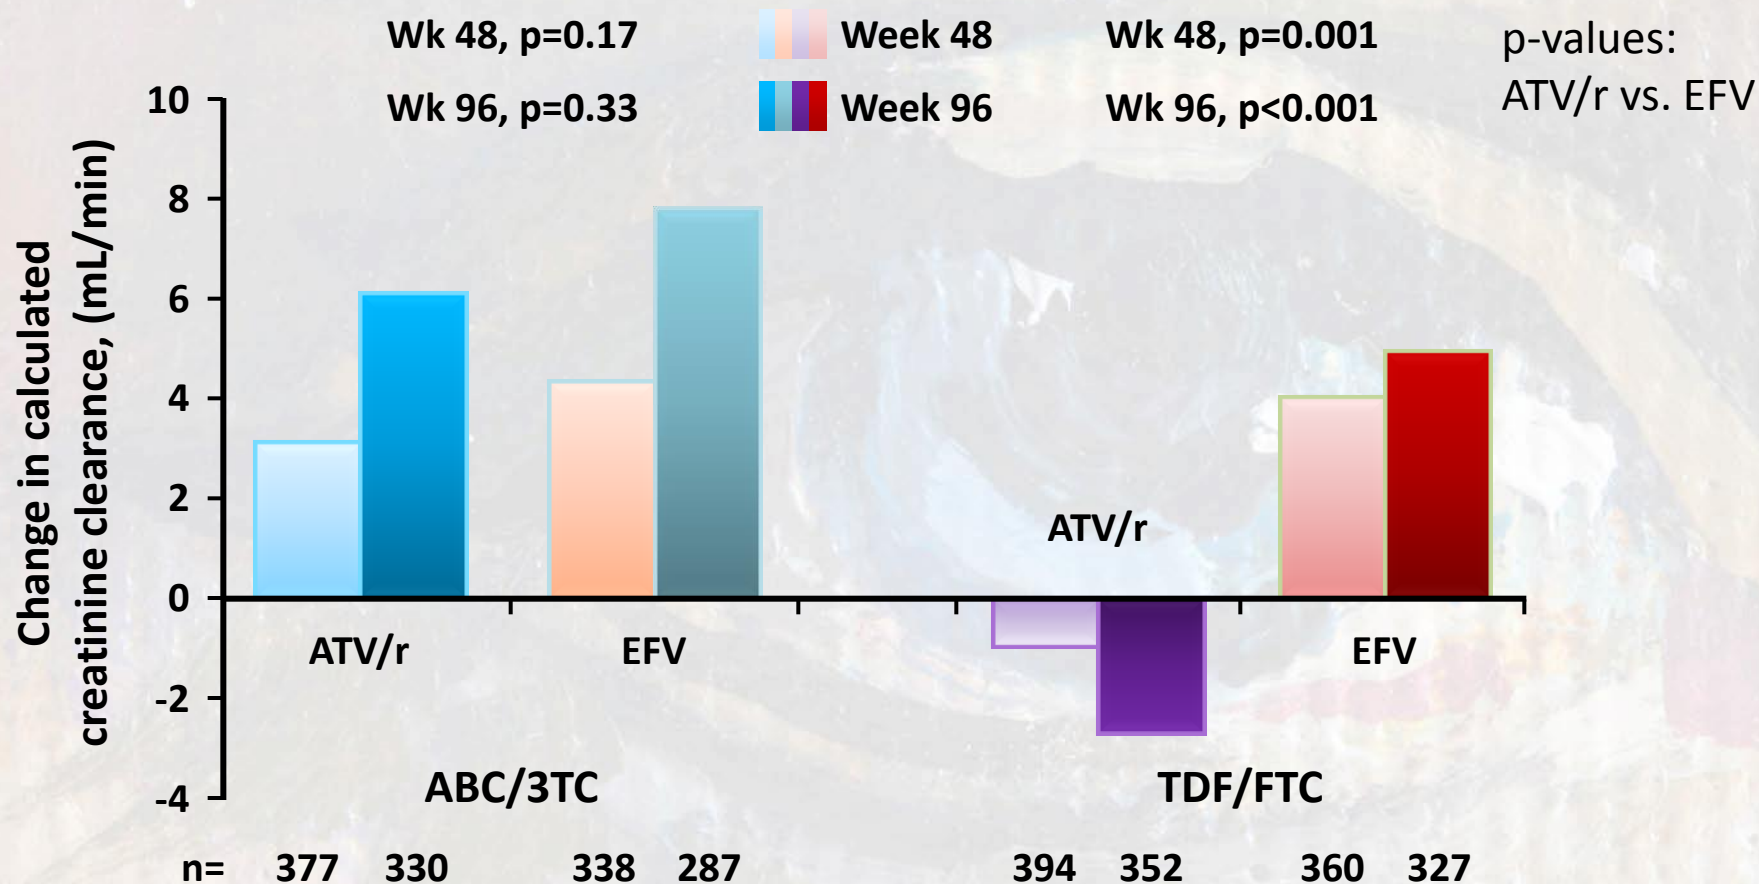 Wk 48, p=0.17
Week 48
Wk 48, p=0.001
p-values:
ATV/r vs. EFV
Wk 96, p=0.33
Week 96
Wk 96, p<0.001
Change in calculated
creatinine clearance, (mL/min)
10
8
6
4
2
0
-2
-4
ATV/r
EFV
ATV/r
EFV
ABC/3TC
TDF/FTC
n= 377 330 338 287 394 352 360 327